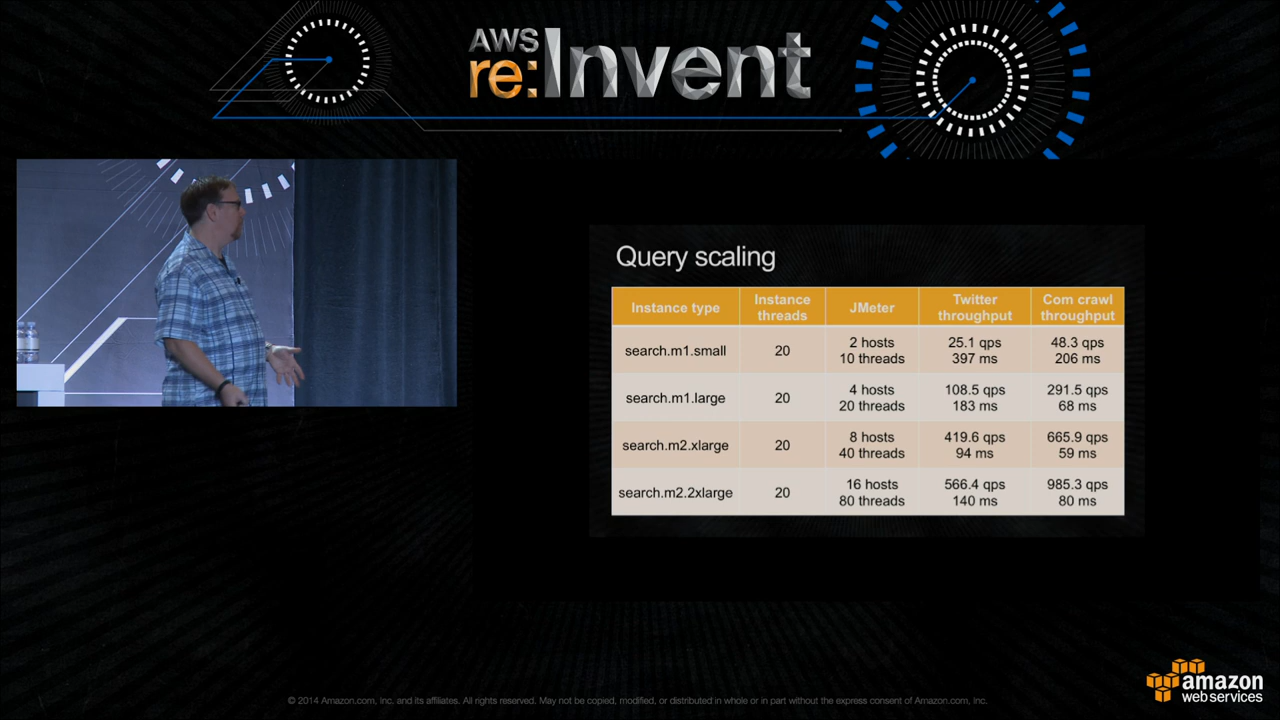 AWS
re:Invent
Query scaling
Instance type
Instance
threads
JMeter
Twitter
throughput
Com crawl
throughput
search.m1.small
20
2 hosts
10 threads
25.1 qps
397 ms
48.3 qps
206 ms
search.m1.large
20
4 hosts
20 threads
108.5 qps
183 ms
291.5 qps
68 ms
search.m2.xlarge
20
8 hosts
40 threads
419.6 qps
94 ms
665.9 qps
59 ms
search.m2.2xlarge
20
16 hosts
80 threads
566.4 qps
140 ms
985.3 qps
80 ms
amazon
web services
© 2014 Amazon.com, Inc. and its affiliates. All rights reserved. May not be copied, modified, or distributed in whole or in part without the express consent of Amazon.com, Inc.